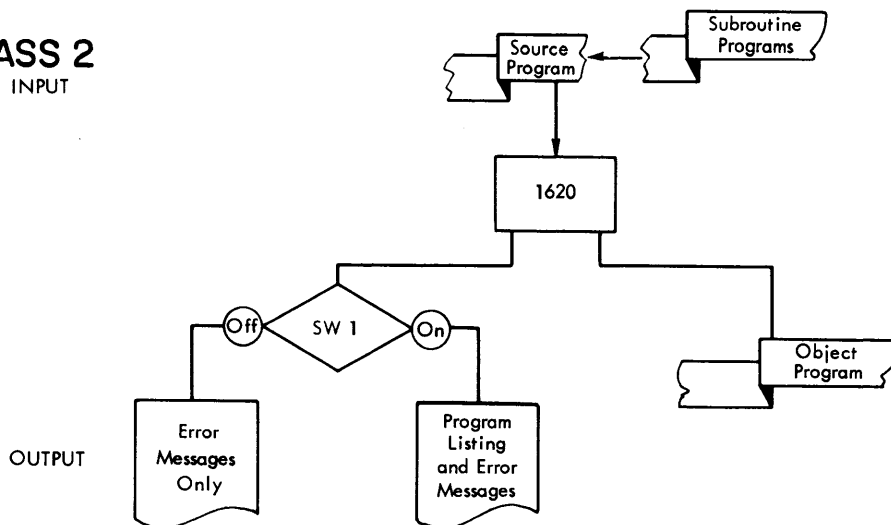 ASS 2
INPUT
Source
Program
Subroutine
Programs
1620
Off
SW 1
On
Object
Program
OUTPUT
Error
Messages
Only
Program
Listing
and Error
Messages